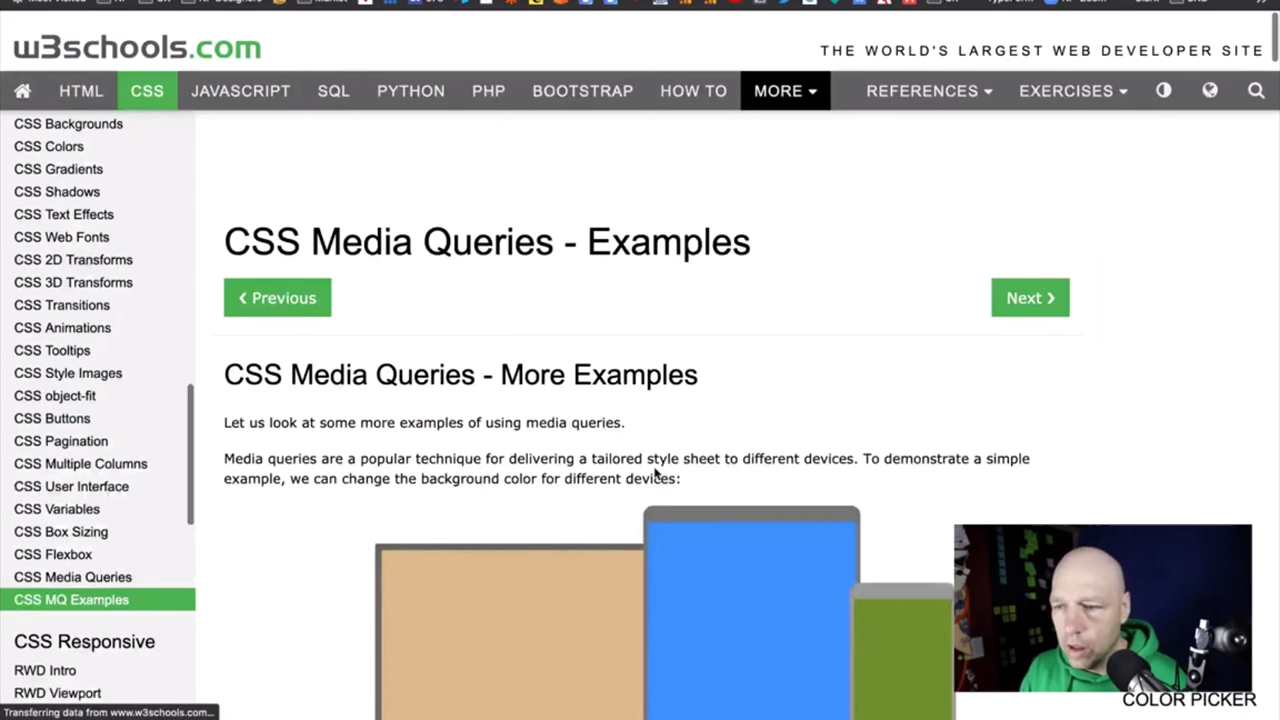 w3schools.com
THE WORLD'S LARGEST WEB DEVELOPER SITE
HTML CSS JAVASCRIPT SQL PYTHON PHP BOOTSTRAP HOW TO MORE REFERENCES EXERCISES
CSS Backgrounds
CSS Colors
CSS Gradients
CSS Shadows
CSS Text Effects
CSS Web Fonts
CSS 2D Transforms
CSS 3D Transforms
CSS Transitions
CSS Animations
CSS Tooltips
CSS Style Images
CSS object-fit
CSS Buttons
CSS Pagination
CSS Multiple Columns
CSS User Interface
CSS Variables
CSS Box Sizing
CSS Flexbox
CSS Media Queries
CSS MQ Examples
CSS Responsive
RWD Intro
RWD Viewport
Transferring data from www.w3schools.com...
CSS Media Queries - Examples
❮ Previous
Next ❯
CSS Media Queries - More Examples
Let us look at some more examples of using media queries.
Media queries are a popular technique for delivering a tailored style sheet to different devices. To demonstrate a simple
example, we can change the background color for different devices:
COLOR PICKER